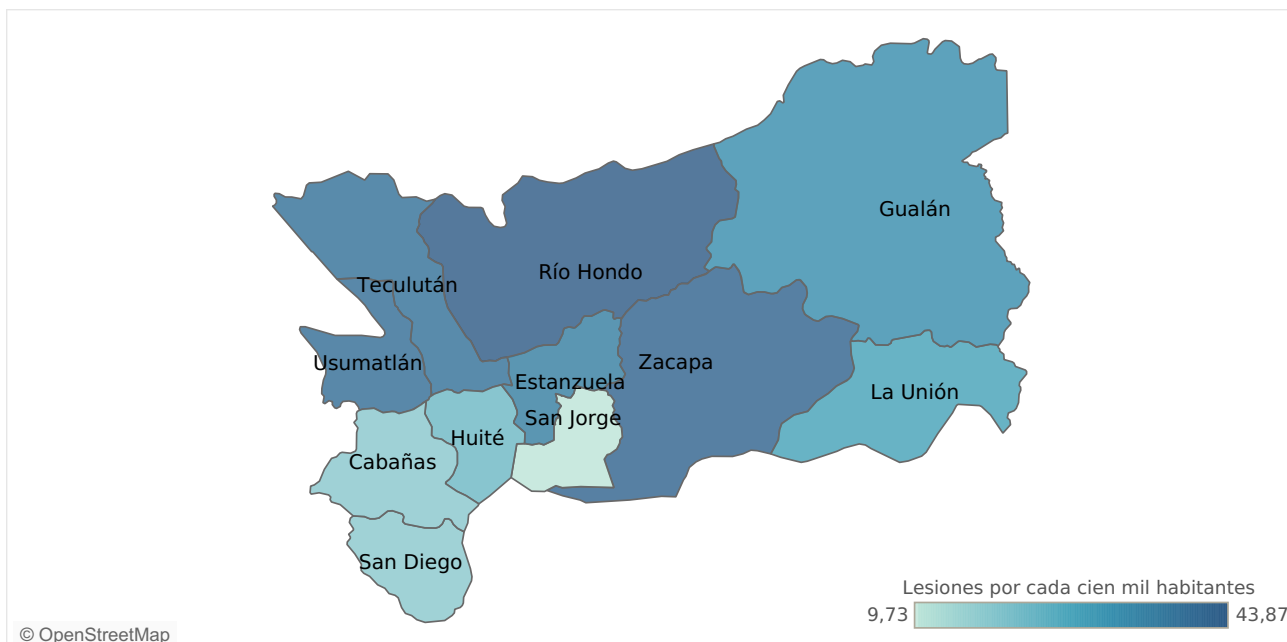 Gualán
Río Hondo
Teculután
Usumatlán
Zacapa
Estanzuela
La Unión
San Jorge
Huité
Cabañas
San Diego
Lesiones por cada cien mil habitantes
9,73
43,87
© OpenStreetMap